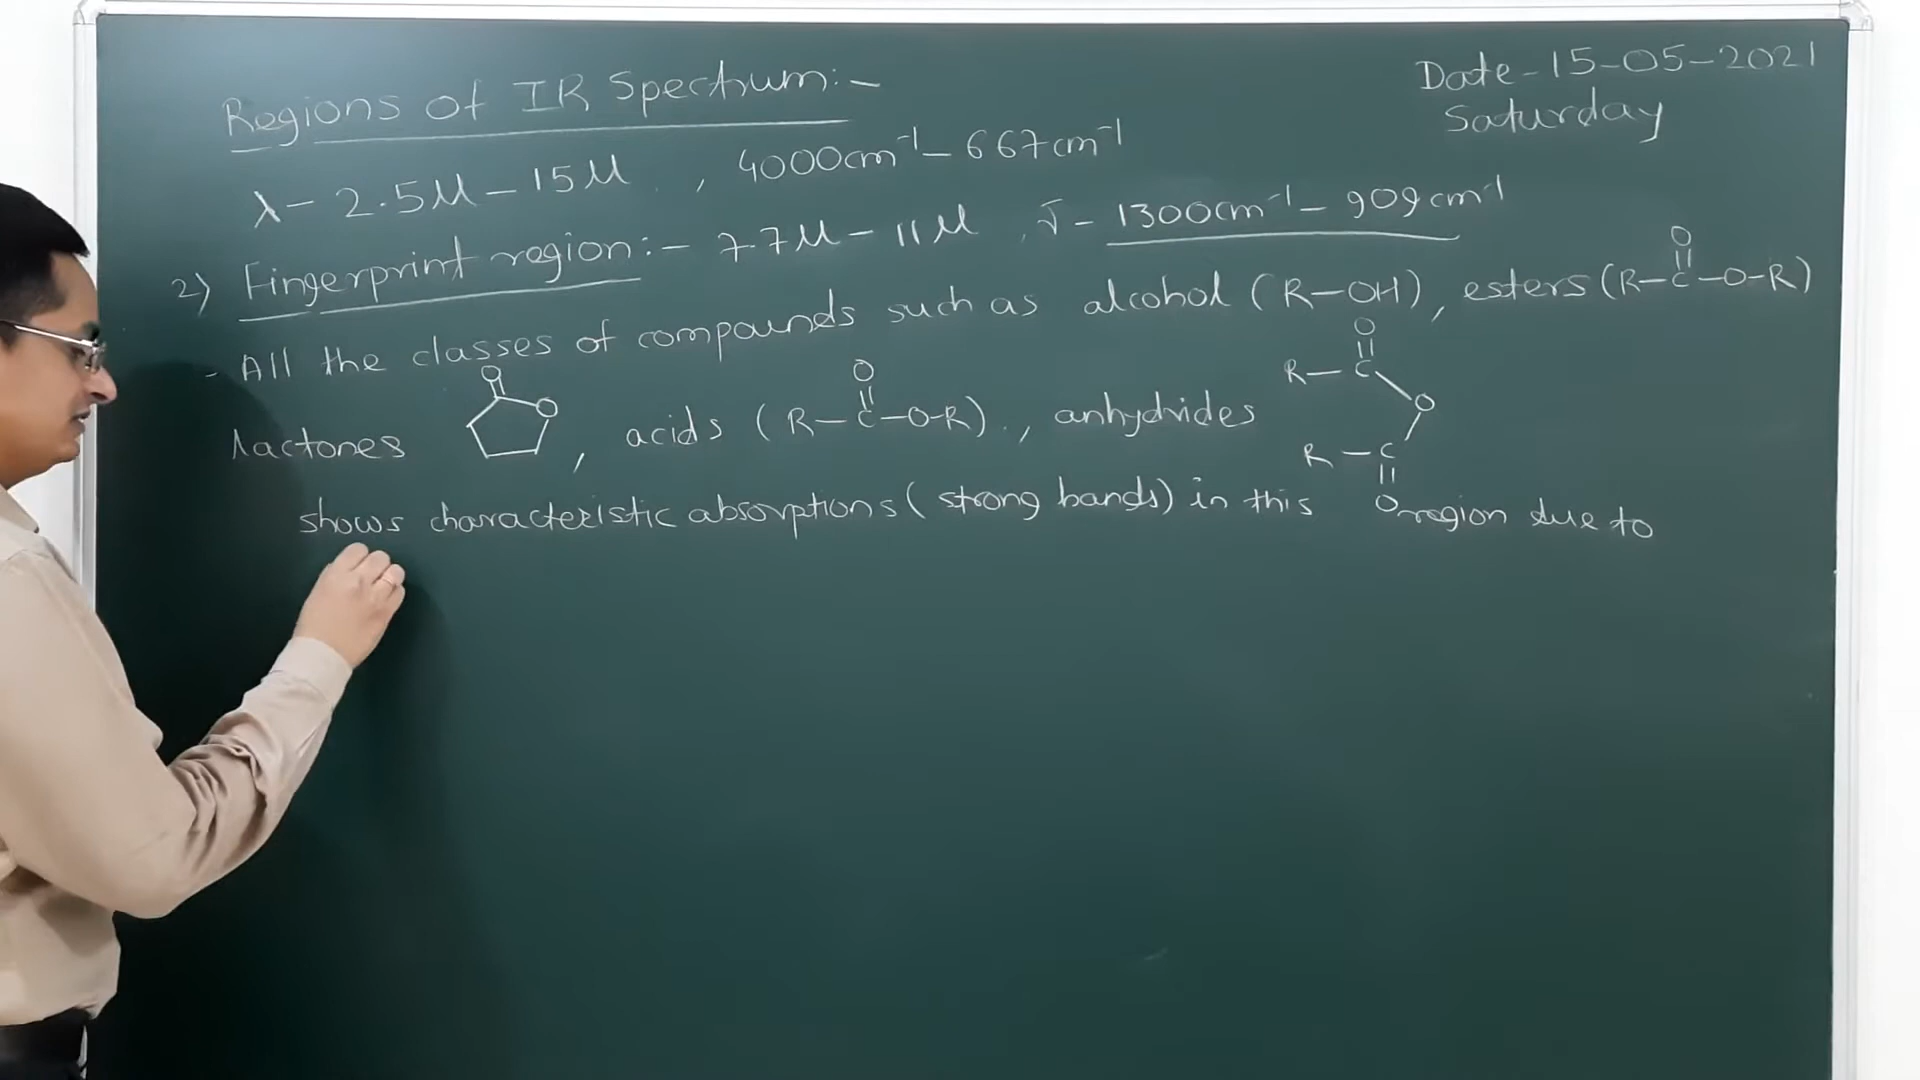 Regions of IR Spectrum:-
Date-15-05-2021
Saturday
λ- 2.5µ - 15µ , 4000cm⁻¹ - 667cm⁻¹
2) Fingerprint region:- 7.7µ - 11µ , ν̄ - 1300cm⁻¹ - 909cm⁻¹
- All the classes of compounds such as alcohol (R-OH), esters (R-C(=O)-O-R)
lactones O O , acids (R-C(=O)-O-R)., anhydrides R-C(=O)-O-C(=O)-R
shows characteristic absorptions (strong bands) in this region due to